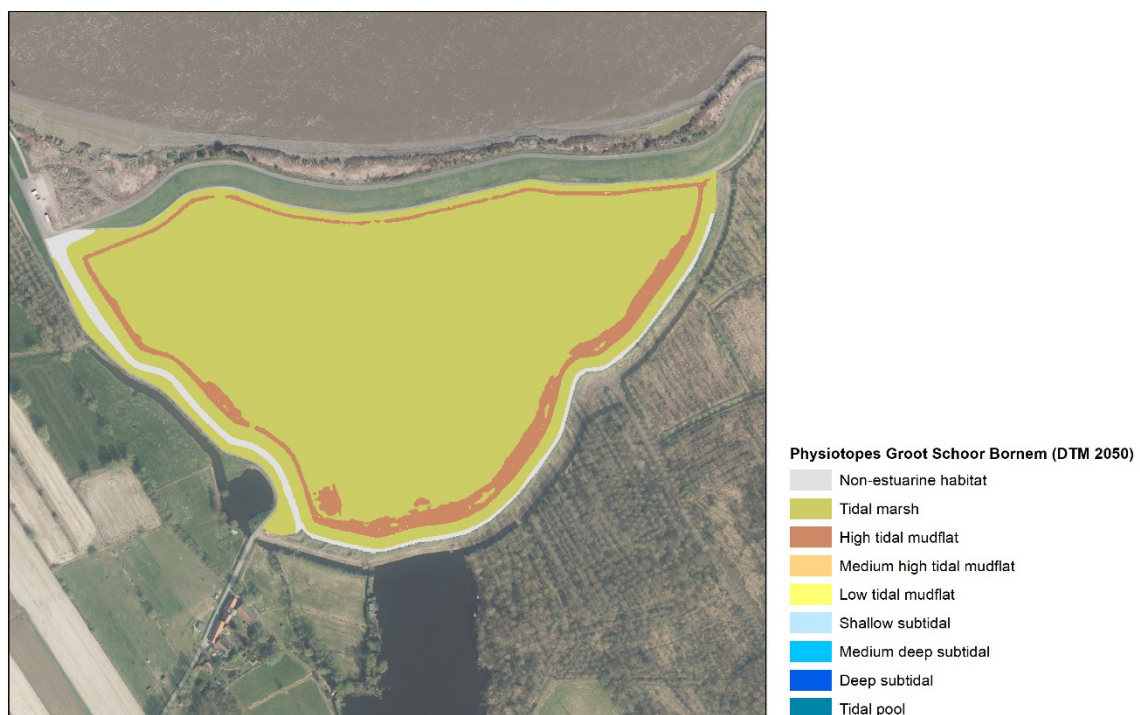 Physiotopes Groot Schoor Bornem (DTM 2050)
Non-estuarine habitat
Tidal marsh
High tidal mudflat
Medium high tidal mudflat
Low tidal mudflat
Shallow subtidal
Medium deep subtidal
Deep subtidal
Tidal pool